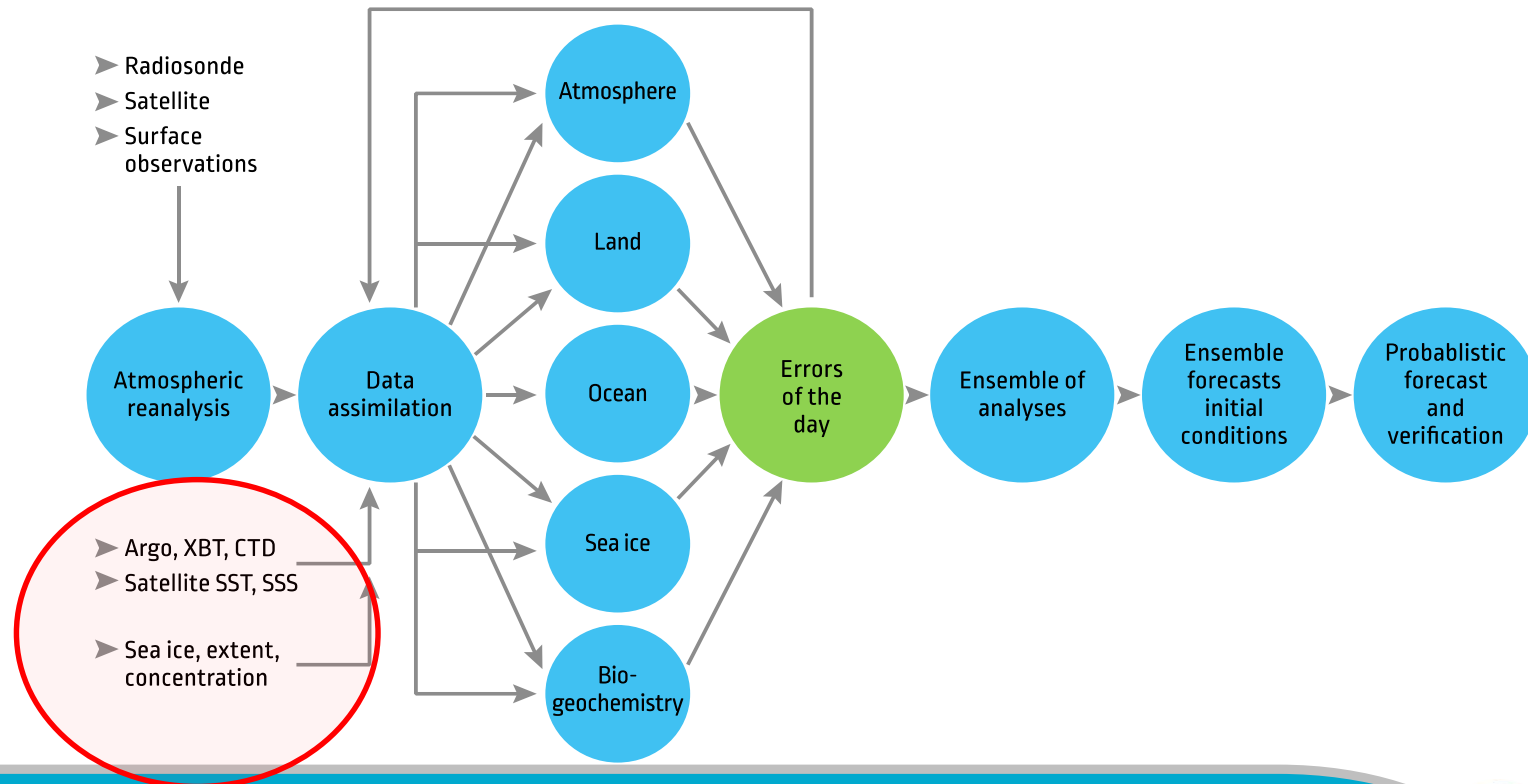 Radiosonde
Satellite
Surface
observations
Atmospheric
reanalysis
Data
assimilation
Argo, XBT, CTD
Satellite SST, SSS
Sea ice, extent,
concentration
Atmosphere
Land
Ocean
Sea ice
Bio-
geochemistry
Errors
of the
day
Ensemble of
analyses
Ensemble
forecasts
initial
conditions
Probablistic
forecast
and
verification